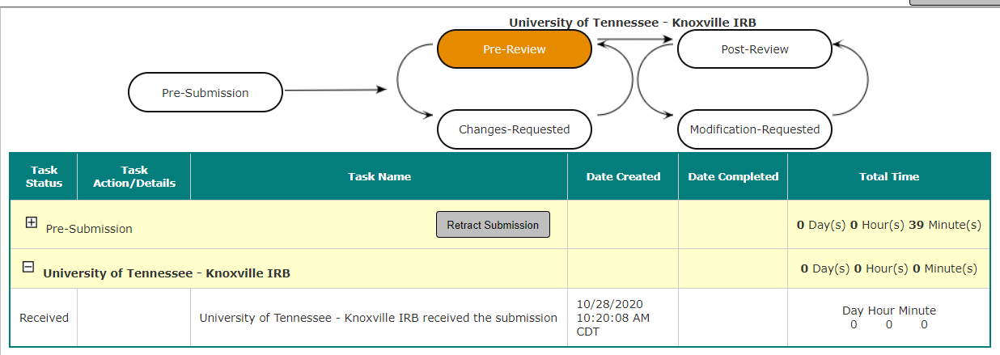 University of Tennessee - Knoxville IRB
Pre-Review
Post-Review
Pre-Submission
Changes-Requested
Modification-Requested
Task Status
Task Action/Details
Task Name
Date Created
Date Completed
Total Time
Pre-Submission
Retract Submission
0 Day(s) 0 Hour(s) 39 Minute(s)
University of Tennessee - Knoxville IRB
0 Day(s) 0 Hour(s) 0 Minute(s)
Received
University of Tennessee - Knoxville IRB received the submission
10/28/2020
10:20:08 AM
CDT
Day Hour Minute
0 0 0